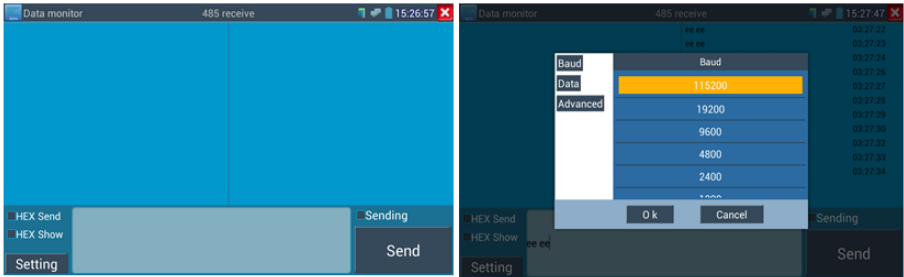 Data monitor 485 receive 15:26:57
HEX Send
HEX Show
Setting
Sending
Send
Data monitor 485 receive 15:27:47
ee ee 03:27:22
ee ee 03:27:23
03:27:24
03:27:26
03:27:27
03:27:28
03:27:29
03:27:30
03:27:32
03:27:33
03:27:34
Baud
Data
Advanced
Baud
115200
19200
9600
4800
2400
Ok
Cancel
HEX Send
HEX Show
ee ee
Setting
Sending
Send